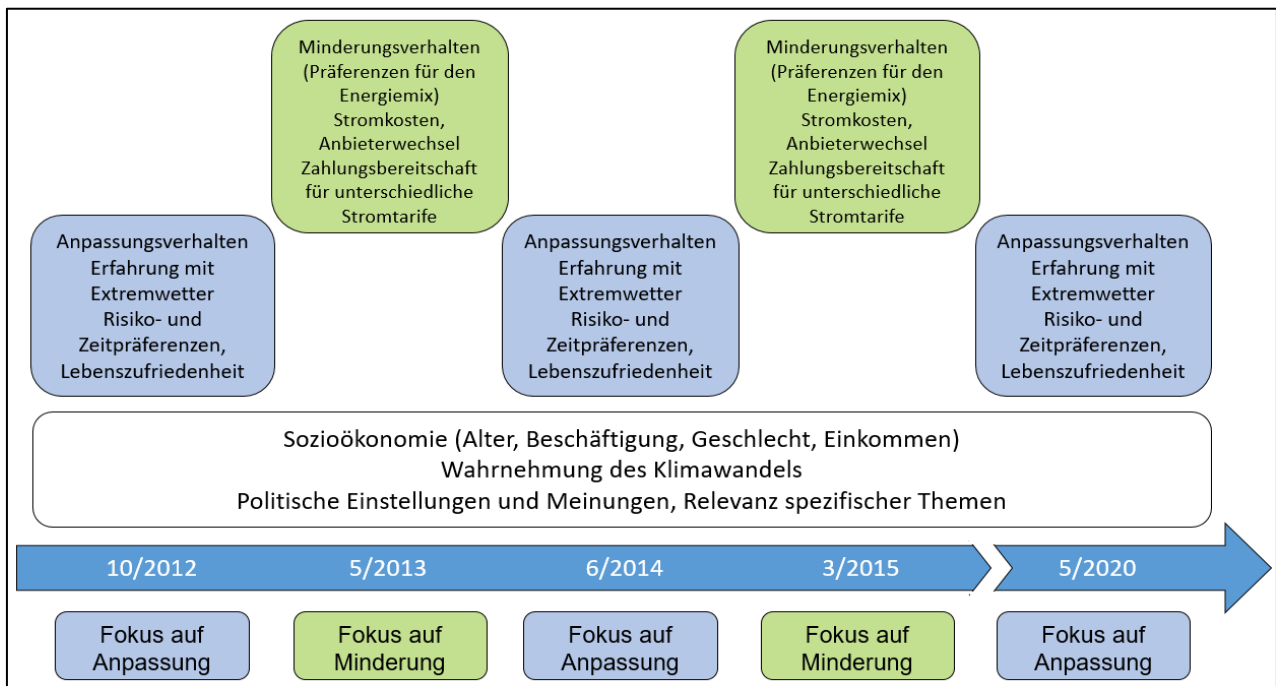 Minderungsverhalten
(Präferenzen für den
Energiemix)
Stromkosten,
Anbieterwechsel
Zahlungsbereitschaft
für unterschiedliche
Stromtarife
Minderungsverhalten
(Präferenzen für den
Energiemix)
Stromkosten,
Anbieterwechsel
Zahlungsbereitschaft
für unterschiedliche
Stromtarife
Anpassungsverhalten
Erfahrung mit
Extremwetter
Risiko- und
Zeitpräferenzen,
Lebenszufriedenheit
Anpassungsverhalten
Erfahrung mit
Extremwetter
Risiko- und
Zeitpräferenzen,
Lebenszufriedenheit
Anpassungsverhalten
Erfahrung mit
Extremwetter
Risiko- und
Zeitpräferenzen,
Lebenszufriedenheit
Sozioökonomie (Alter, Beschäftigung, Geschlecht, Einkommen)
Wahrnehmung des Klimawandels
Politische Einstellungen und Meinungen, Relevanz spezifischer Themen
10/2012
5/2013
6/2014
3/2015
5/2020
Fokus auf
Anpassung
Fokus auf
Minderung
Fokus auf
Anpassung
Fokus auf
Minderung
Fokus auf
Anpassung